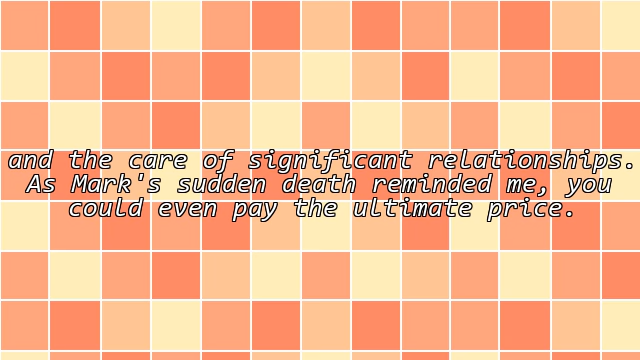 and the care of significant relationships.
As Mark's sudden death reminded me, you
could even pay the ultimate price.